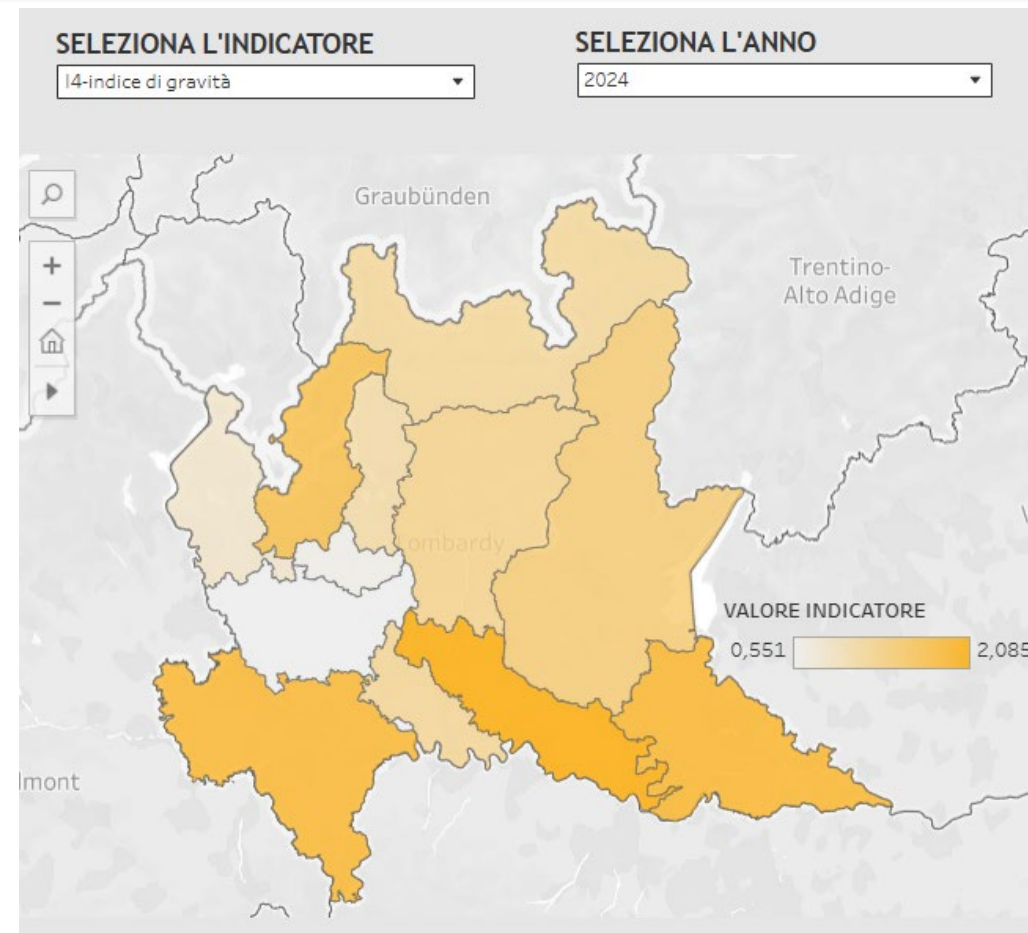 SELEZIONA L'INDICATORE
I4-indice di gravità
SELEZIONA L'ANNO
2024
Graubünden
Trentino-
Alto Adige
Lombardy
VALORE INDICATORE
0,551
2,085
lmont